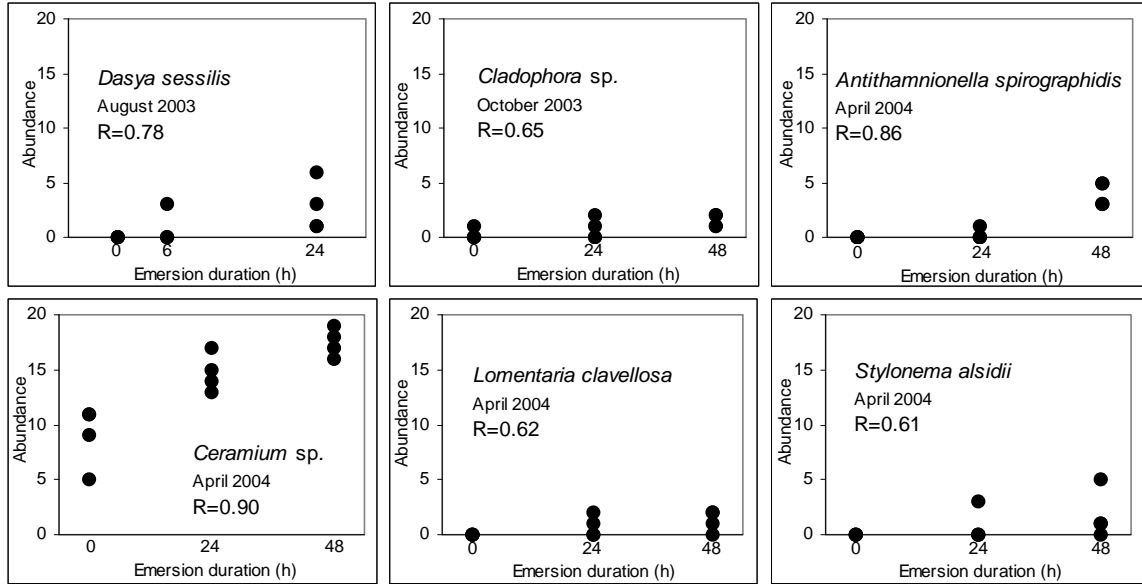 20
15
10
5
0
Abundance
Dasya sessilis
August 2003
R=0.78
0 6 24
Emersion duration (h)
20
15
10
5
0
Abundance
Cladophora sp.
October 2003
R=0.65
0 24 48
Emersion duration (h)
20
15
10
5
0
Abundance
Antithamnionella spirographidis
April 2004
R=0.86
0 24 48
Emersion duration (h)
20
15
10
5
0
Abundance
Ceramium sp.
April 2004
R=0.90
0 24 48
Emersion duration (h)
20
15
10
5
0
Abundance
Lomentaria clavellosa
April 2004
R=0.62
0 24 48
Emersion duration (h)
20
15
10
5
0
Abundance
Stylonema alsidii
April 2004
R=0.61
0 24 48
Emersion duration (h)